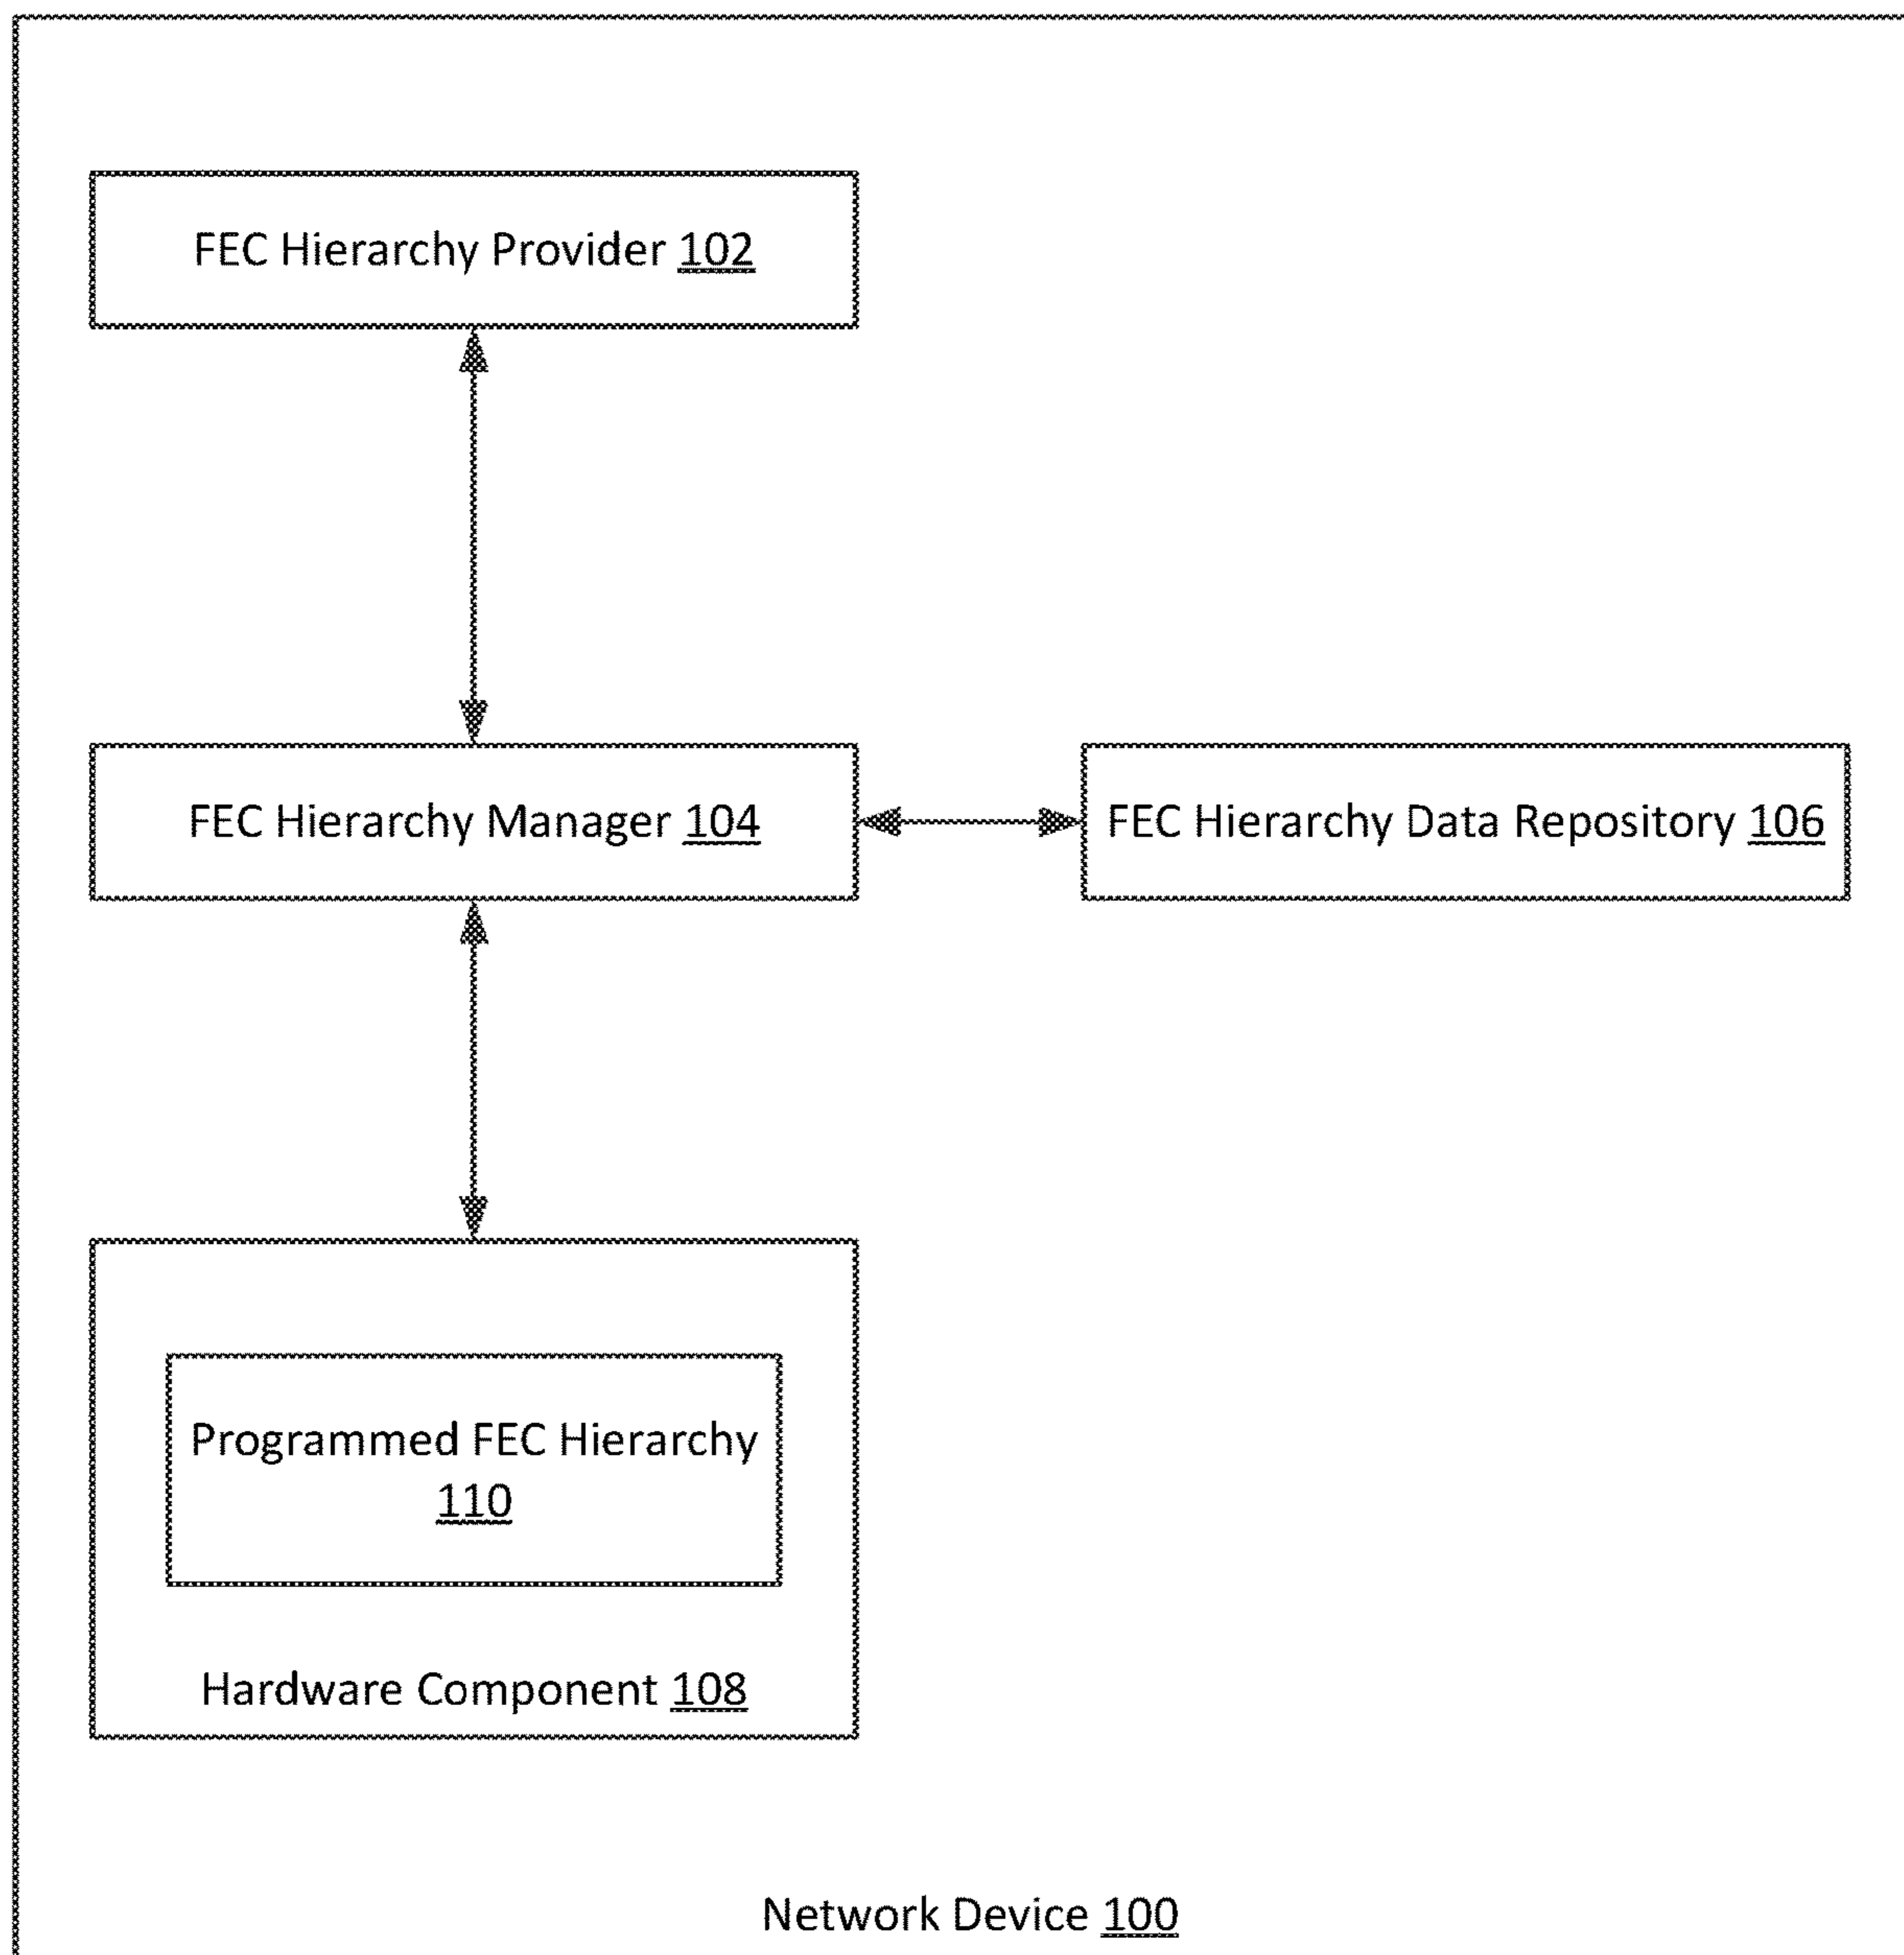 FEC Hierarchy Provider 102
FEC Hierarchy Manager 104
FEC Hierarchy Data Repository 106
Programmed FEC Hierarchy
110
Hardware Component 108
Network Device 100